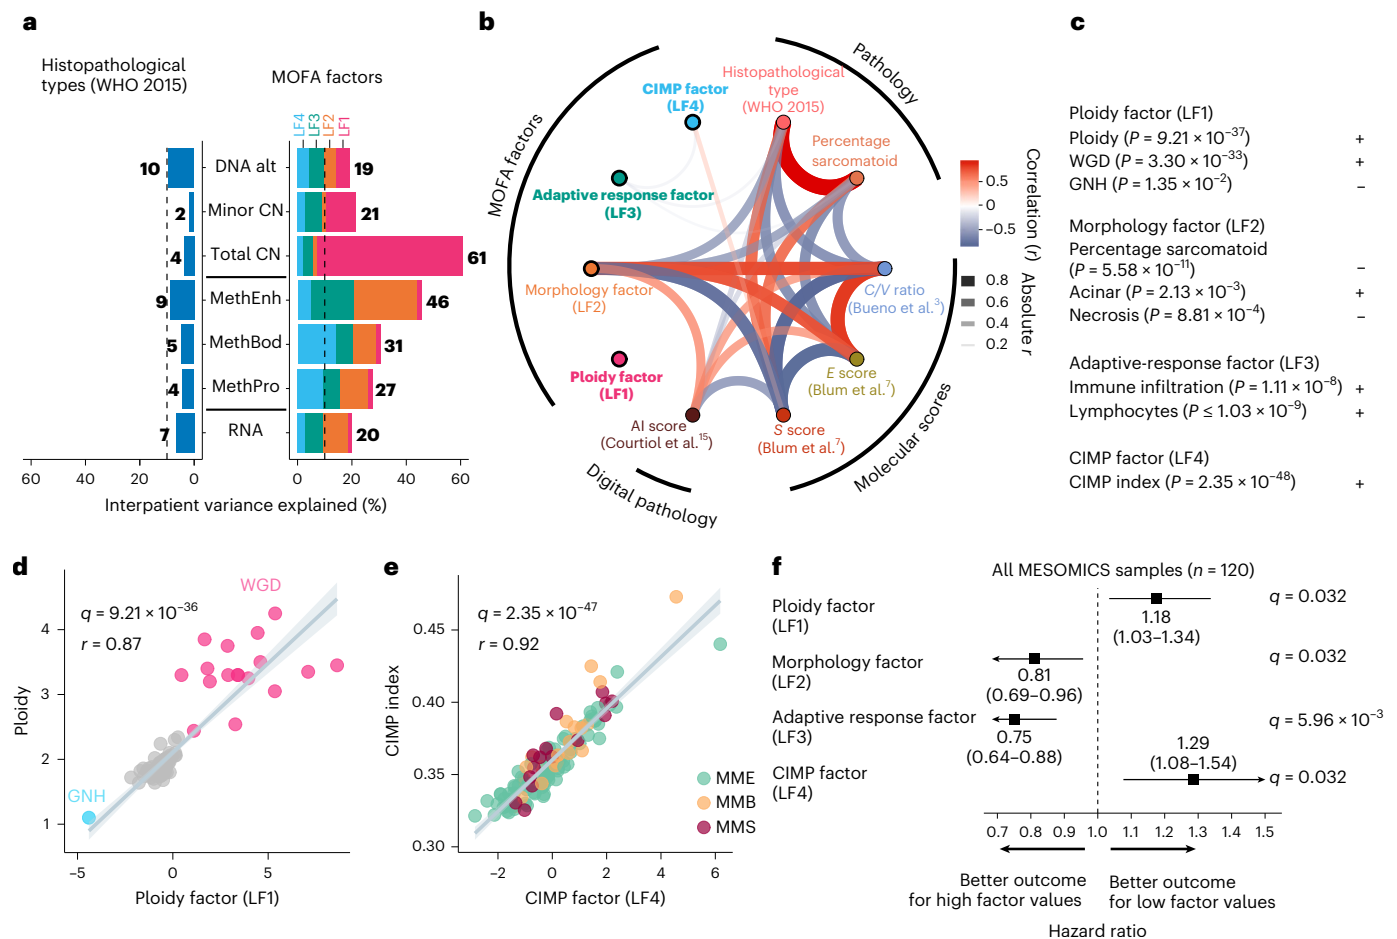 a
Histopathological
types (WHO 2015)
MOFA factors
LF4
LF3
LF2
LF1
10
DNA alt
19
2
Minor CN
21
4
Total CN
61
9
MethEnh
46
5
MethBod
31
4
MethPro
27
7
RNA
20
60
40
20
0
0
20
40
60
Interpatient variance explained (%)
b
MOFA factors
Pathology
Molecular scores
Digital pathology
CIMP factor
(LF4)
Histopathological
type
(WHO 2015)
Percentage
sarcomatoid
Adaptive response factor
(LF3)
Morphology factor
(LF2)
C/V ratio
(Bueno et al.³)
Ploidy factor
(LF1)
E score
(Blum et al.⁷)
AI score
(Courtiol et al.¹⁵)
S score
(Blum et al.⁷)
0.5
0
−0.5
Correlation (r)
0.8
0.6
0.4
0.2
Absolute r
c
Ploidy factor (LF1)
Ploidy (P = 9.21 × 10⁻³⁷) +
WGD (P = 3.30 × 10⁻³³) +
GNH (P = 1.35 × 10⁻²) −
Morphology factor (LF2)
Percentage sarcomatoid
(P = 5.58 × 10⁻¹¹) −
Acinar (P = 2.13 × 10⁻³) +
Necrosis (P = 8.81 × 10⁻⁴) −
Adaptive-response factor (LF3)
Immune infiltration (P = 1.11 × 10⁻⁸) +
Lymphocytes (P ≤ 1.03 × 10⁻⁹) +
CIMP factor (LF4)
CIMP index (P = 2.35 × 10⁻⁴⁸) +
d
WGD
q = 9.21 × 10⁻³⁶
r = 0.87
GNH
4
3
2
1
Ploidy
−5
0
5
Ploidy factor (LF1)
e
q = 2.35 × 10⁻⁴⁷
r = 0.92
0.45
0.40
0.35
0.30
CIMP index
MME
MMB
MMS
−2
0
2
4
6
CIMP factor (LF4)
f
All MESOMICS samples (n = 120)
Ploidy factor
(LF1)
1.18
(1.03–1.34)
q = 0.032
Morphology factor
(LF2)
0.81
(0.69–0.96)
q = 0.032
Adaptive response factor
(LF3)
0.75
(0.64–0.88)
q = 5.96 × 10⁻³
CIMP factor
(LF4)
1.29
(1.08–1.54)
q = 0.032
0.7
0.8
0.9
1.0
1.1
1.2
1.3
1.4
1.5
Better outcome
for high factor values
Better outcome
for low factor values
Hazard ratio